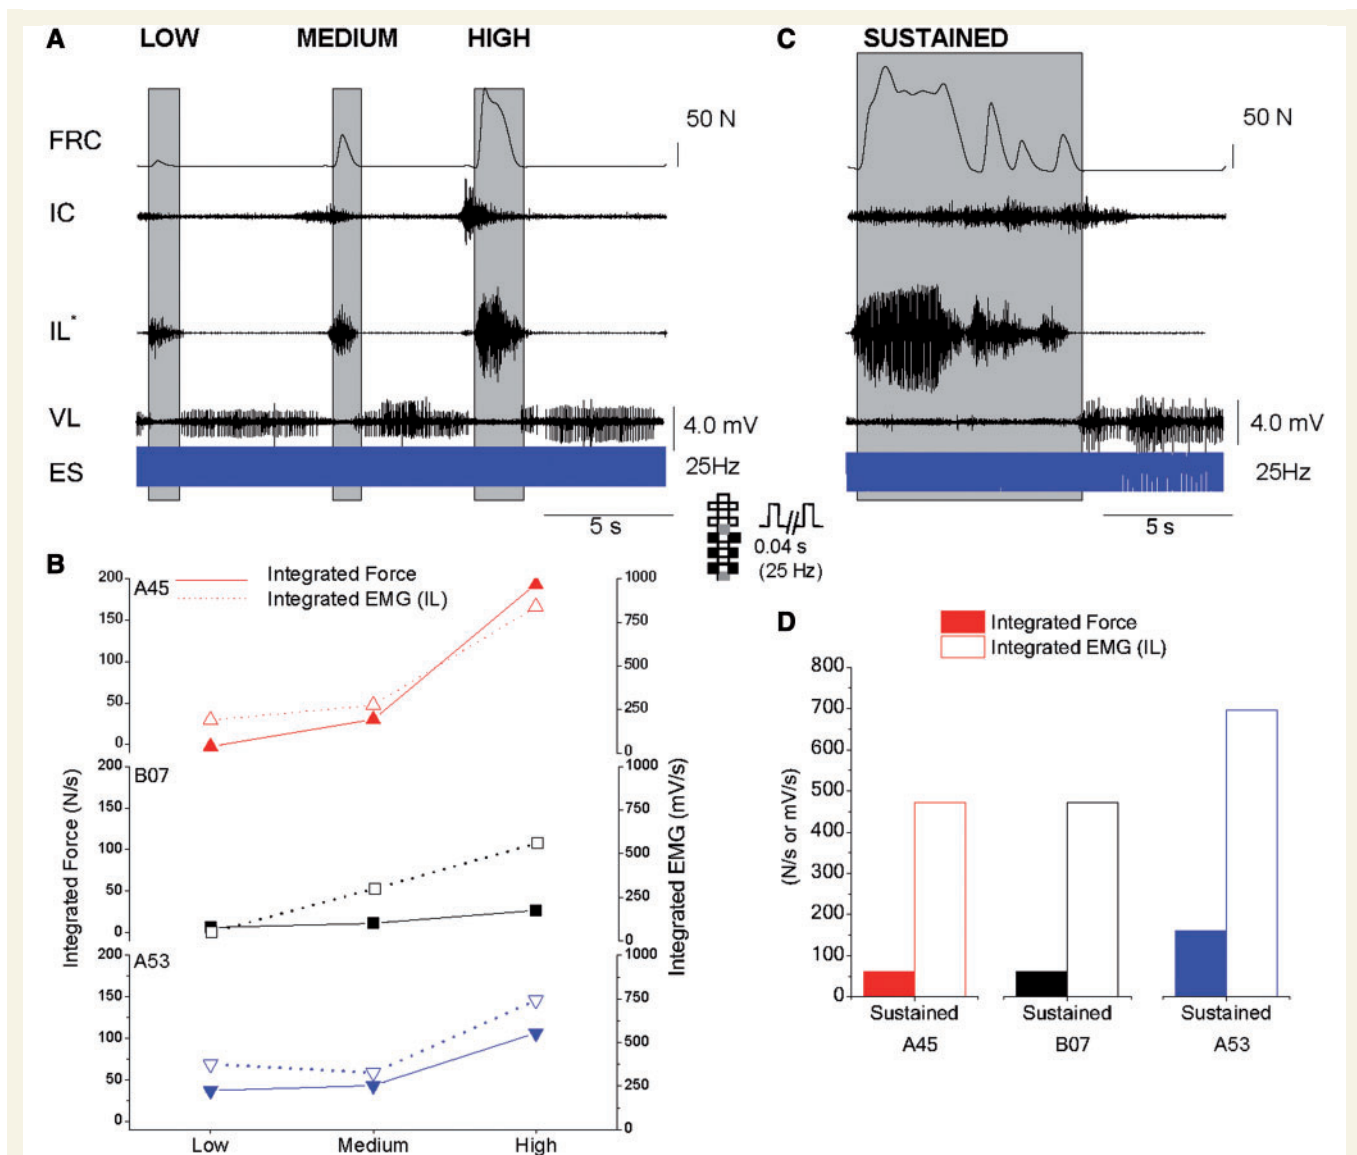 A LOW MEDIUM HIGH
FRC
50 N
IC
IL*
VL
4.0 mV
ES
25Hz
5 s
C SUSTAINED
50 N
4.0 mV
25Hz
5 s
0.04 s
(25 Hz)
B
Integrated Force
Integrated EMG (IL)
A45
200
150
100
50
0
1000
750
500
250
0
B07
200
150
100
50
0
1000
750
500
250
0
A53
200
150
100
50
0
1000
750
500
250
0
Integrated Force (N/s)
Integrated EMG (mV/s)
Low Medium High
D
Integrated Force
Integrated EMG (IL)
(N/s or mV/s)
800
700
600
500
400
300
200
100
0
Sustained Sustained Sustained
A45 B07 A53